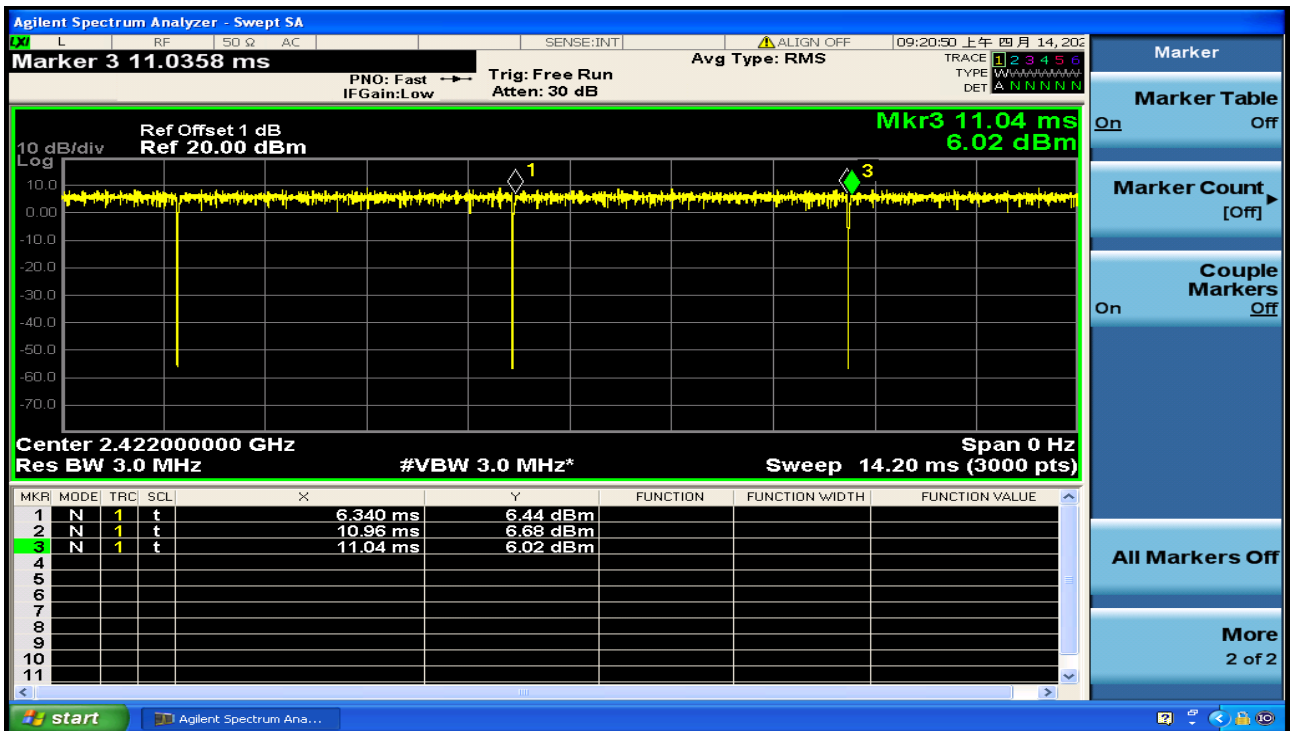 Agilent Spectrum Analyzer - Swept SA
LXI L RF 50 Ω AC SENSE:INT ALIGN OFF 09:20:50 上午 四月 14, 202
Marker 3 11.0358 ms
PNO: Fast
IFGain:Low
Trig: Free Run
Atten: 30 dB
Avg Type: RMS
TRACE 1 2 3 4 5 6
TYPE WWWWWW
DET A N N N N N
Ref Offset 1 dB
Ref 20.00 dBm
10 dB/div
Log
Mkr3 11.04 ms
6.02 dBm
1
3
10.0
0.00
-10.0
-20.0
-30.0
-40.0
-50.0
-60.0
-70.0
Center 2.422000000 GHz Span 0 Hz
Res BW 3.0 MHz #VBW 3.0 MHz* Sweep 14.20 ms (3000 pts)
MKR MODE TRC SCL X Y FUNCTION FUNCTION WIDTH FUNCTION VALUE
1 N 1 t 6.340 ms 6.44 dBm
2 N 1 t 10.96 ms 6.68 dBm
3 N 1 t 11.04 ms 6.02 dBm
4
5
6
7
8
9
10
11
Marker
Marker Table
On Off
Marker Count
[Off]
Couple
Markers
On Off
All Markers Off
More
2 of 2
start Agilent Spectrum Ana...